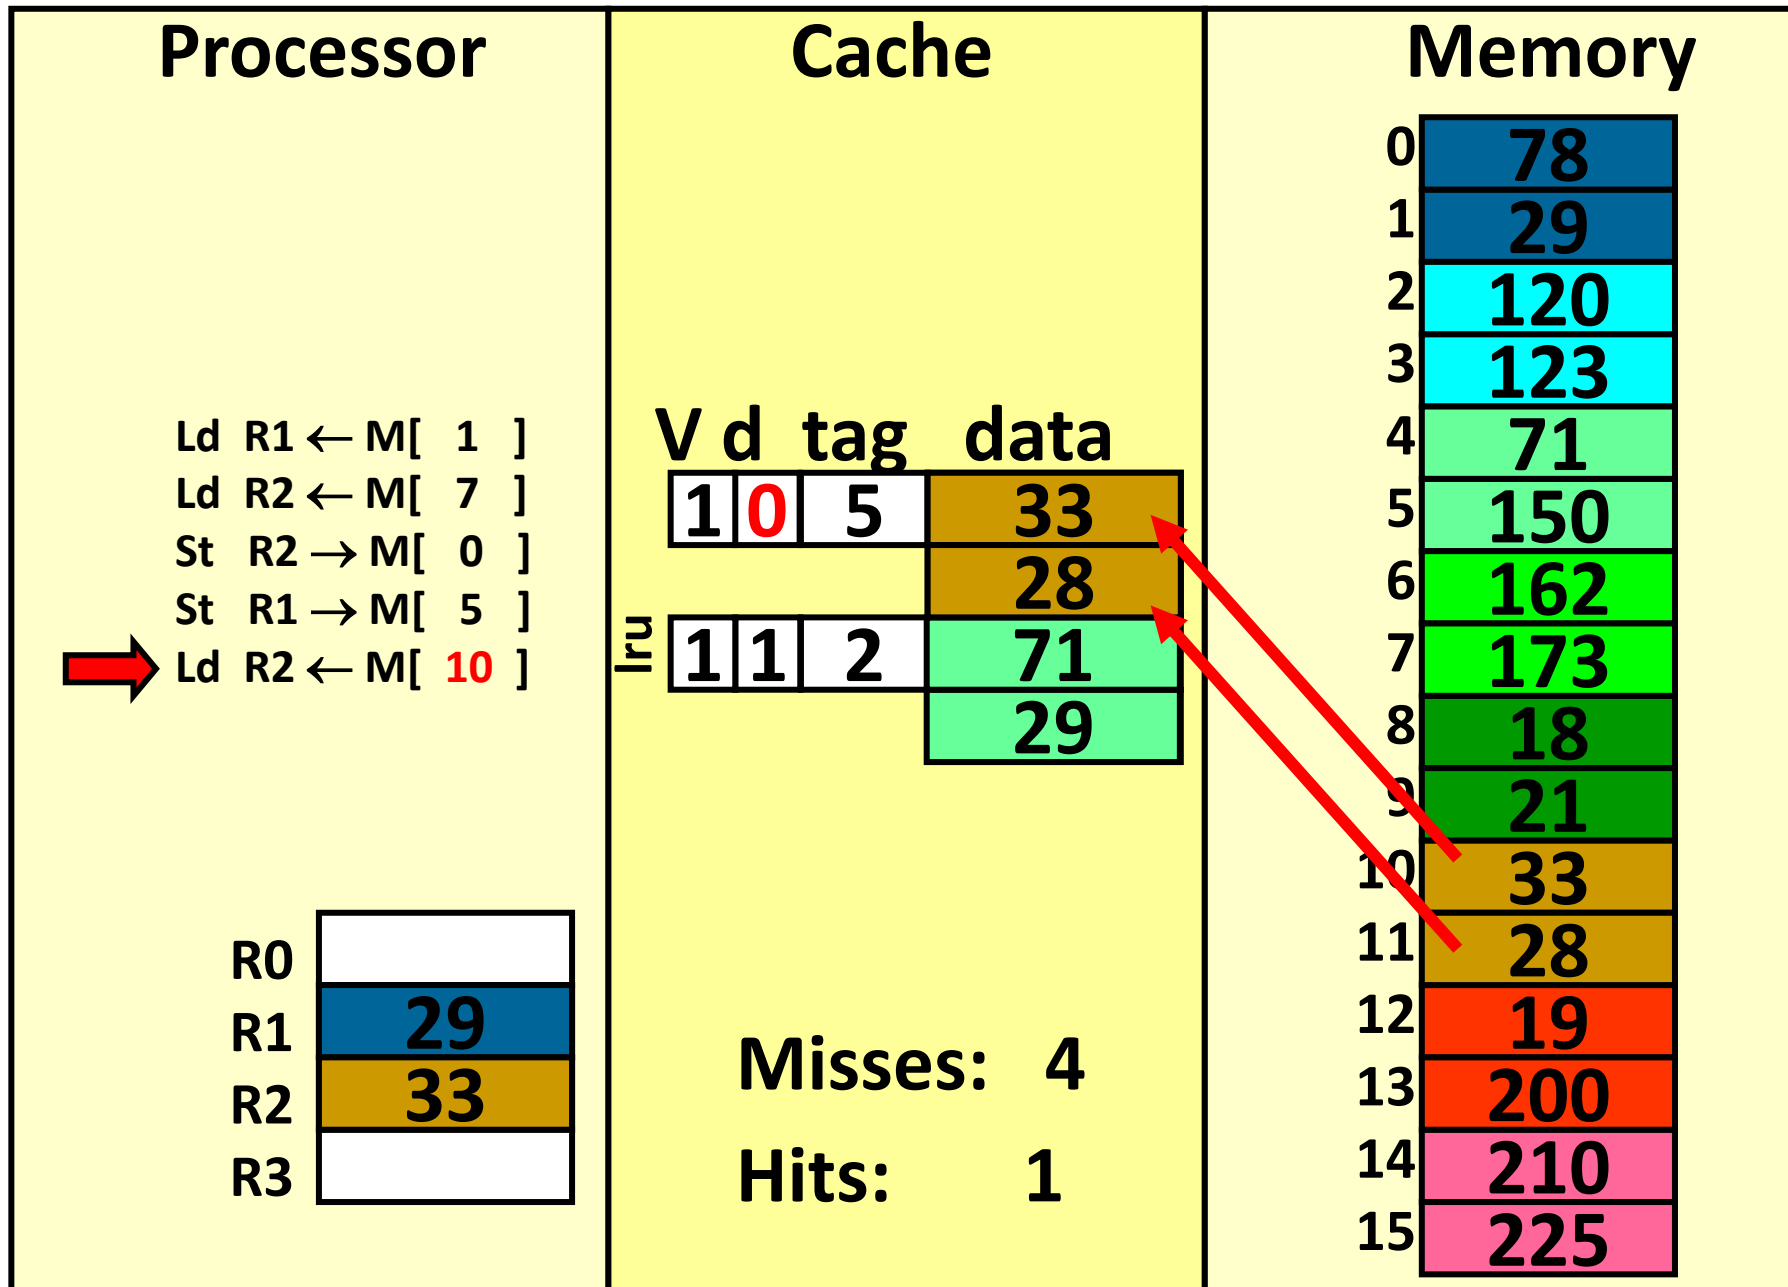 Processor
Ld R1 ← M[ 1 ]
Ld R2 ← M[ 7 ]
St R2 → M[ 0 ]
St R1 → M[ 5 ]
Ld R2 ← M[ 10 ]
R0
R1 29
R2 33
R3
Cache
V d tag data
1 0 5 33
28
lru 1 1 2 71
29
Misses: 4
Hits: 1
Memory
0 78
1 29
2 120
3 123
4 71
5 150
6 162
7 173
8 18
9 21
10 33
11 28
12 19
13 200
14 210
15 225